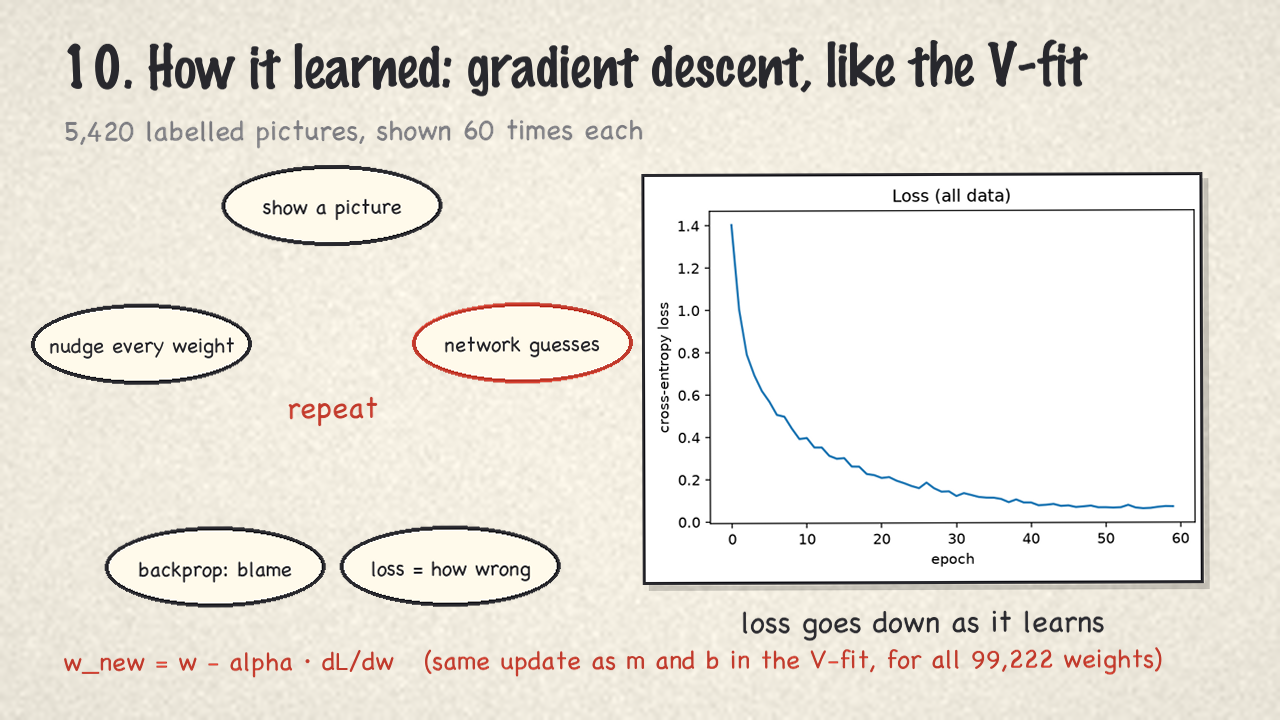 10. How it learned: gradient descent, like the V-fit
5,420 labelled pictures, shown 60 times each
show a picture
nudge every weight
network guesses
repeat
backprop: blame
loss = how wrong
Loss (all data)
cross-entropy loss
1.4
1.2
1.0
0.8
0.6
0.4
0.2
0.0
0 10 20 30 40 50 60
epoch
loss goes down as it learns
w_new = w - alpha · dL/dw (same update as m and b in the V-fit, for all 99,222 weights)